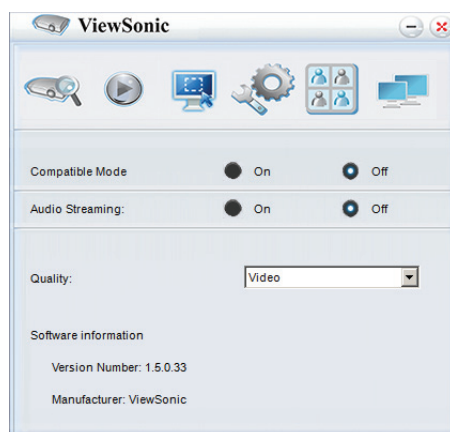 ViewSonic
Compatible Mode On Off
Audio Streaming: On Off
Quality: Video
Software information
Version Number: 1.5.0.33
Manufacturer: ViewSonic